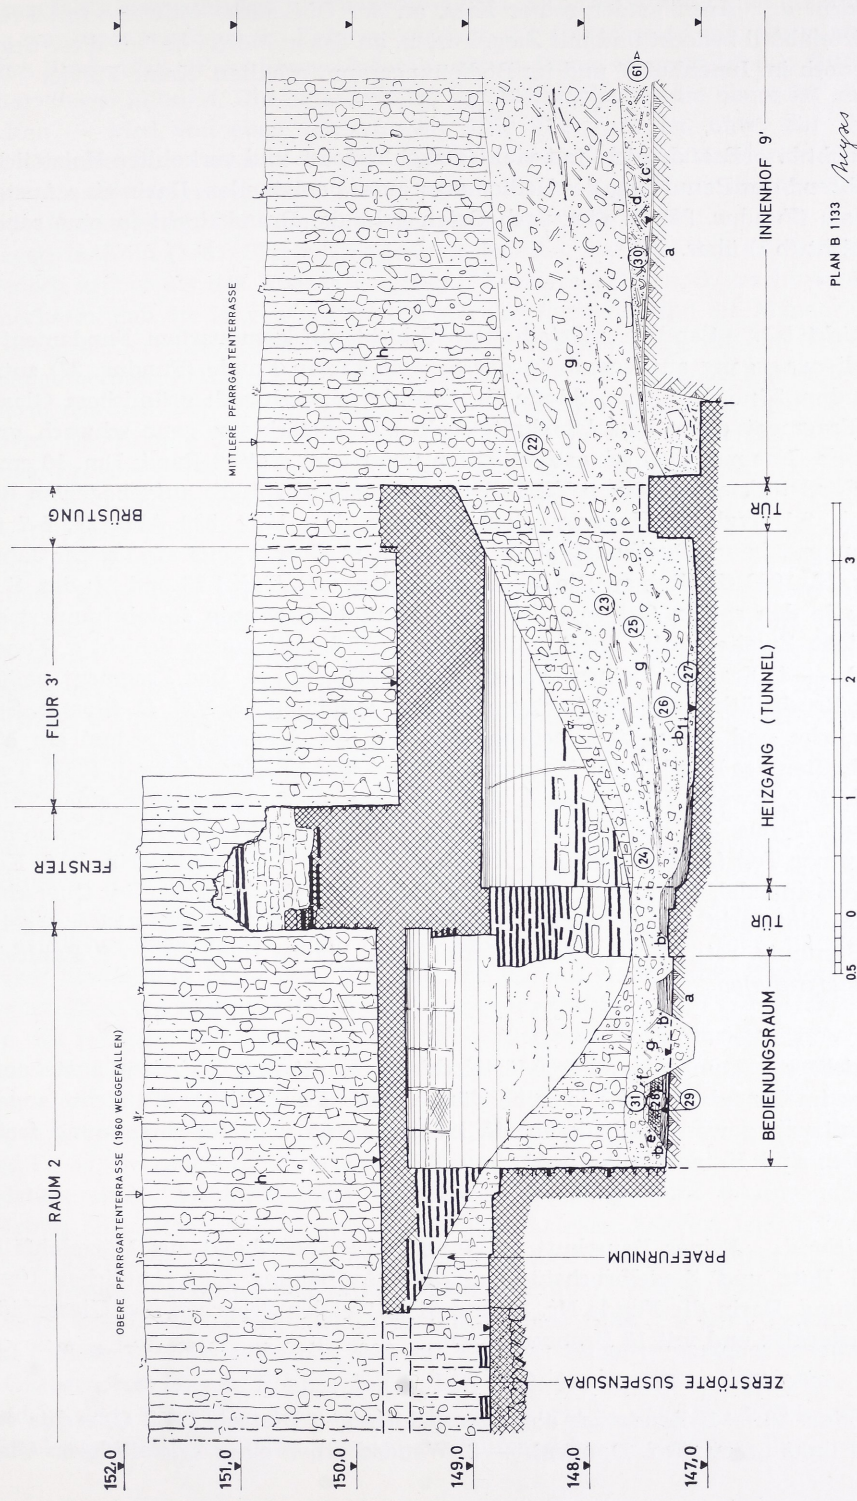 RAUM 2
FENSTER
FLUR 3'
BRÜSTUNG
OBERE PFARRGARTENTERRASSE (1960 WEGGEFALLEN)
MITTLERE PFARRGARTENTERRASSE
152,0
151,0
150,0
149,0
148,0
147,0
h
h
22
23
25
g
g
24
26
b1
27
30
d
c
61
a
31
28
29
e
f
b
g
b
b
a
ZERSTÖRTE SUSPENSURA
PRAEFURNIUM
BEDIENUNGSRAUM
TÜR
HEIZGANG (TUNNEL)
TÜR
INNENHOF 9'
0.5
0
1
2
3
PLAN B 1133